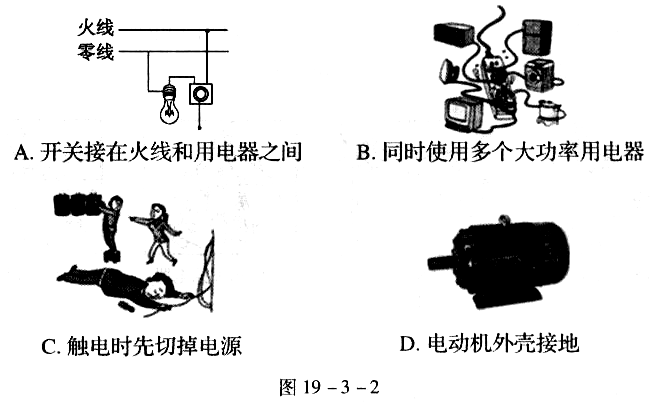 火线
零线
A. 开关接在火线和用电器之间
B. 同时使用多个大功率用电器
C. 触电时先切掉电源
D. 电动机外壳接地
图 19-3-2